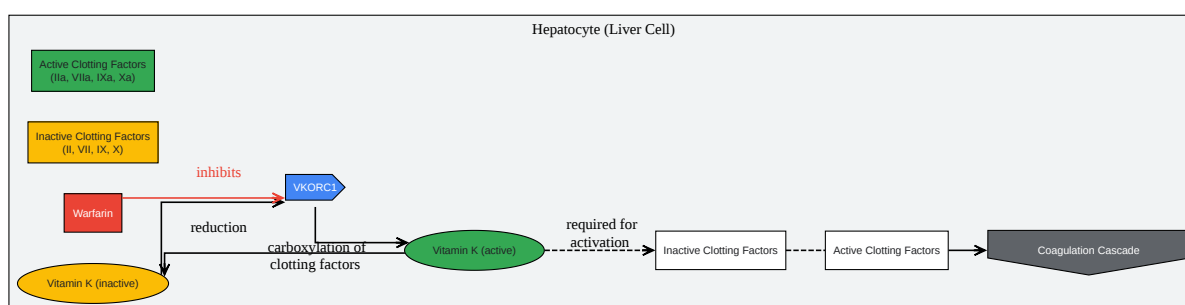 Hepatocyte (Liver Cell)
Active Clotting Factors
(IIa, VIIa, IXa, Xa)
Inactive Clotting Factors
(II, VII, IX, X)
inhibits
Warfarin
VKORC1
reduction
carboxylation of
clotting factors
Vitamin K (inactive)
Vitamin K (active)
required for
activation
Inactive Clotting Factors
Active Clotting Factors
Coagulation Cascade